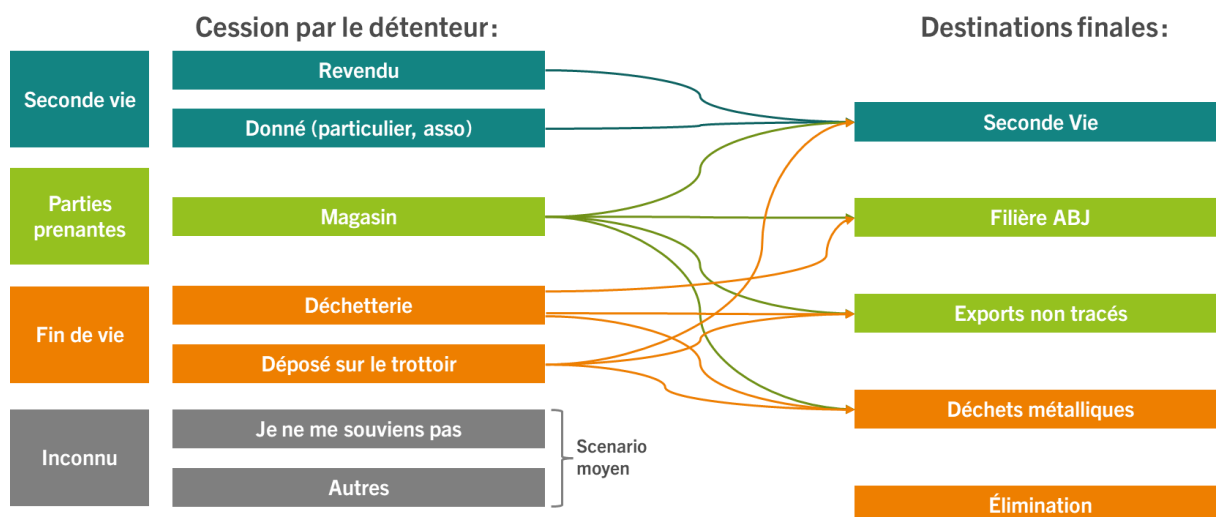 Cession par le détenteur :
Destinations finales :
Seconde vie
Revendu
Donné (particulier, asso)
Seconde Vie
Parties
prenantes
Magasin
Filière ABJ
Fin de vie
Déchetterie
Exports non tracés
Déposé sur le trottoir
Déchets métalliques
Inconnu
Je ne me souviens pas
Autres
Scenario
moyen
Élimination